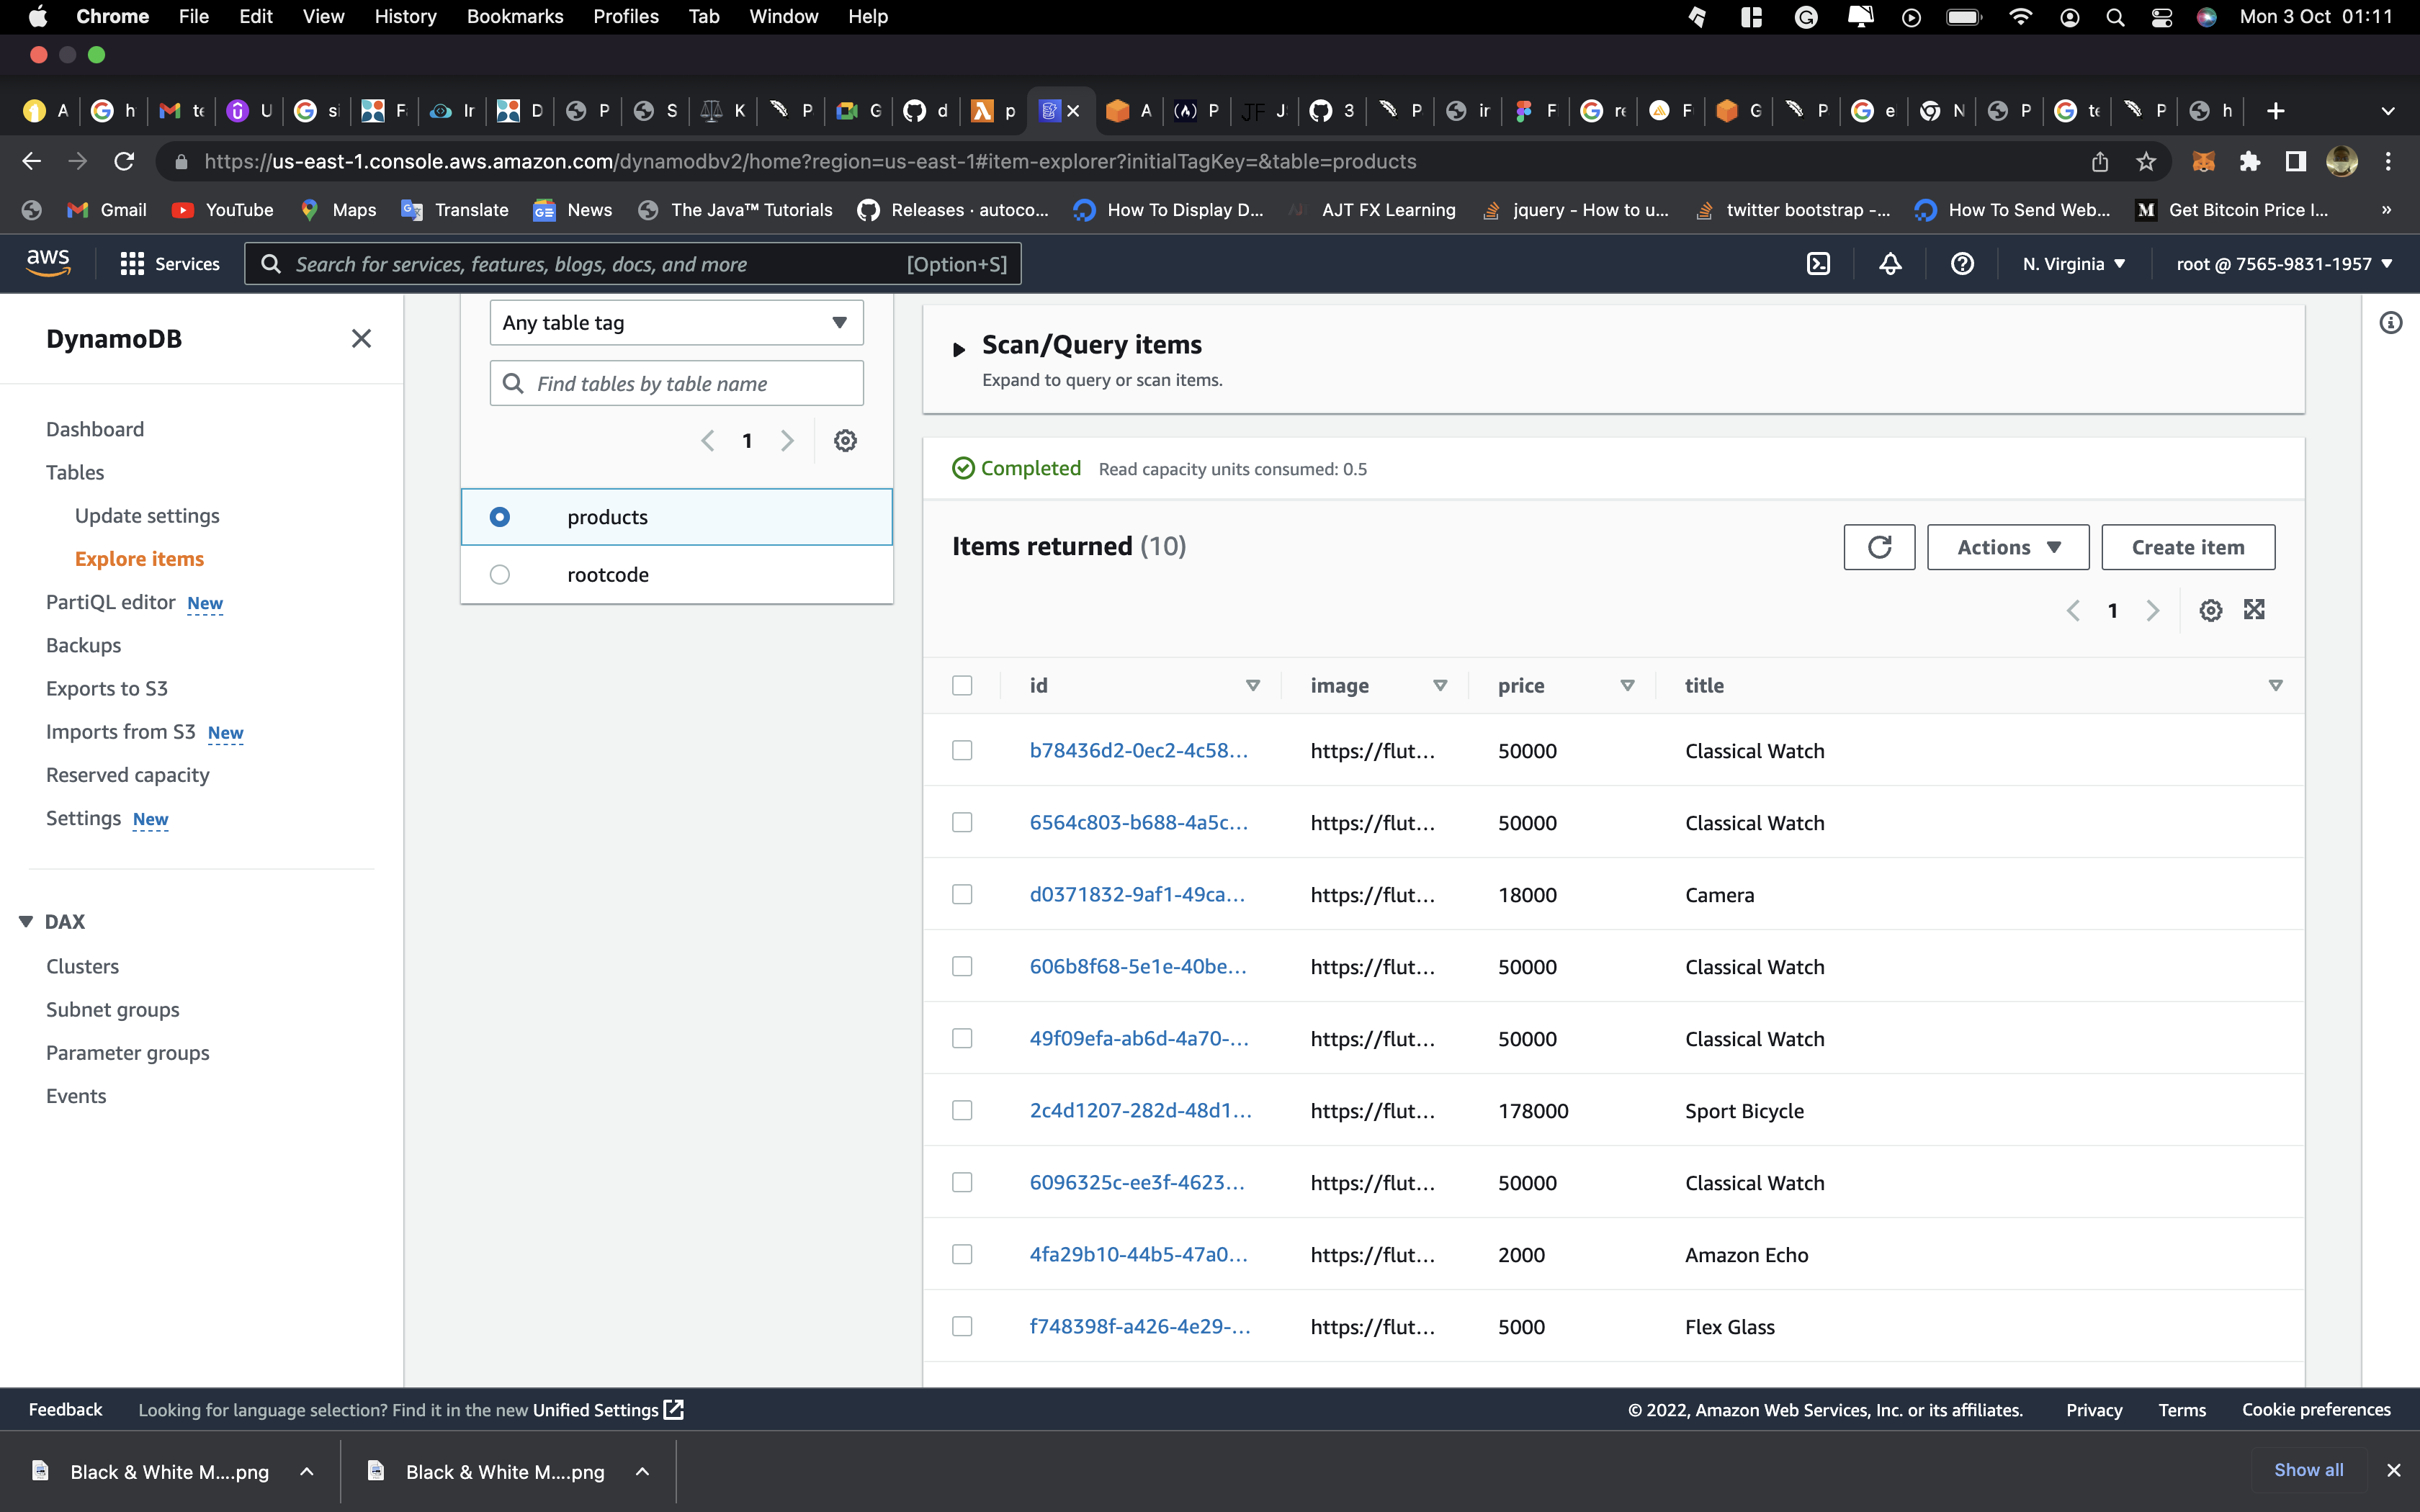 Chrome File Edit View History Bookmarks Profiles Tab Window Help Mon 3 Oct 01:11
A h te U si F Ir D P S K P G d p A P J 3 P ir F re F G P e N P te P h
https://us-east-1.console.aws.amazon.com/dynamodbv2/home?region=us-east-1#item-explorer?initialTagKey=&table=products
Gmail YouTube Maps Translate News The Java™ Tutorials Releases · autoco... How To Display D... AJT FX Learning jquery - How to u... twitter bootstrap -... How To Send Web... Get Bitcoin Price I... »
aws Services Search for services, features, blogs, docs, and more [Option+S] N. Virginia root @ 7565-9831-1957
DynamoDB
Dashboard
Tables
Update settings
Explore items
PartiQL editor New
Backups
Exports to S3
Imports from S3 New
Reserved capacity
Settings New
DAX
Clusters
Subnet groups
Parameter groups
Events
Any table tag
Find tables by table name
1
products
rootcode
Scan/Query items
Expand to query or scan items.
Completed Read capacity units consumed: 0.5
Items returned (10) Actions Create item
1
id image price title
b78436d2-0ec2-4c58... https://flut... 50000 Classical Watch
6564c803-b688-4a5c... https://flut... 50000 Classical Watch
d0371832-9af1-49ca... https://flut... 18000 Camera
606b8f68-5e1e-40be... https://flut... 50000 Classical Watch
49f09efa-ab6d-4a70-... https://flut... 50000 Classical Watch
2c4d1207-282d-48d1... https://flut... 178000 Sport Bicycle
6096325c-ee3f-4623... https://flut... 50000 Classical Watch
4fa29b10-44b5-47a0... https://flut... 2000 Amazon Echo
f748398f-a426-4e29-... https://flut... 5000 Flex Glass
Feedback Looking for language selection? Find it in the new Unified Settings © 2022, Amazon Web Services, Inc. or its affiliates. Privacy Terms Cookie preferences
Black & White M....png Black & White M....png Show all